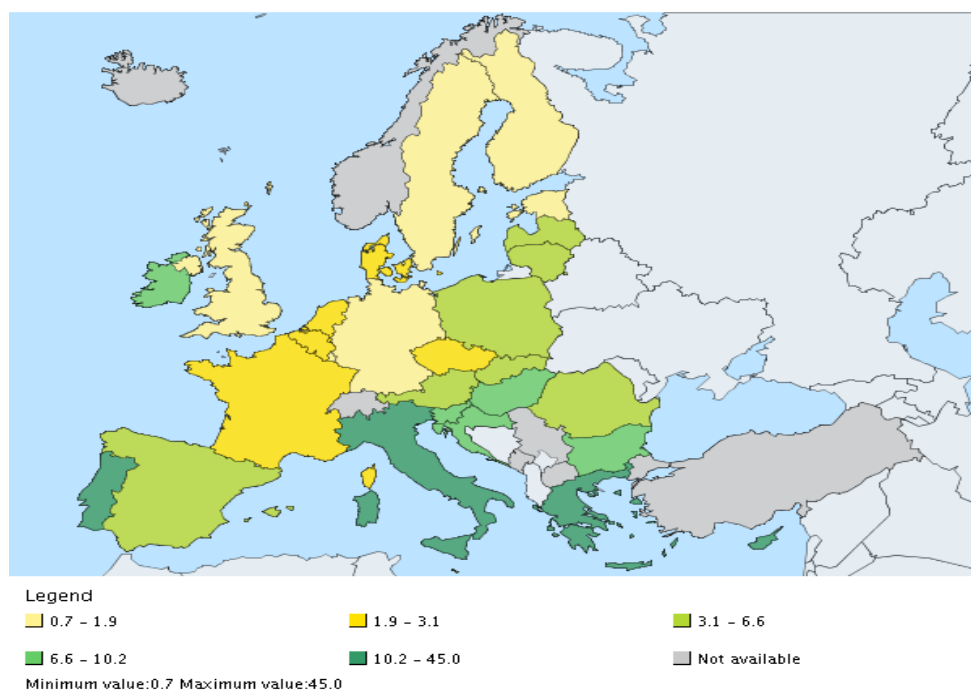 Legend
0.7 - 1.9 1.9 - 3.1 3.1 - 6.6
6.6 - 10.2 10.2 - 45.0 Not available
Minimum value:0.7 Maximum value:45.0